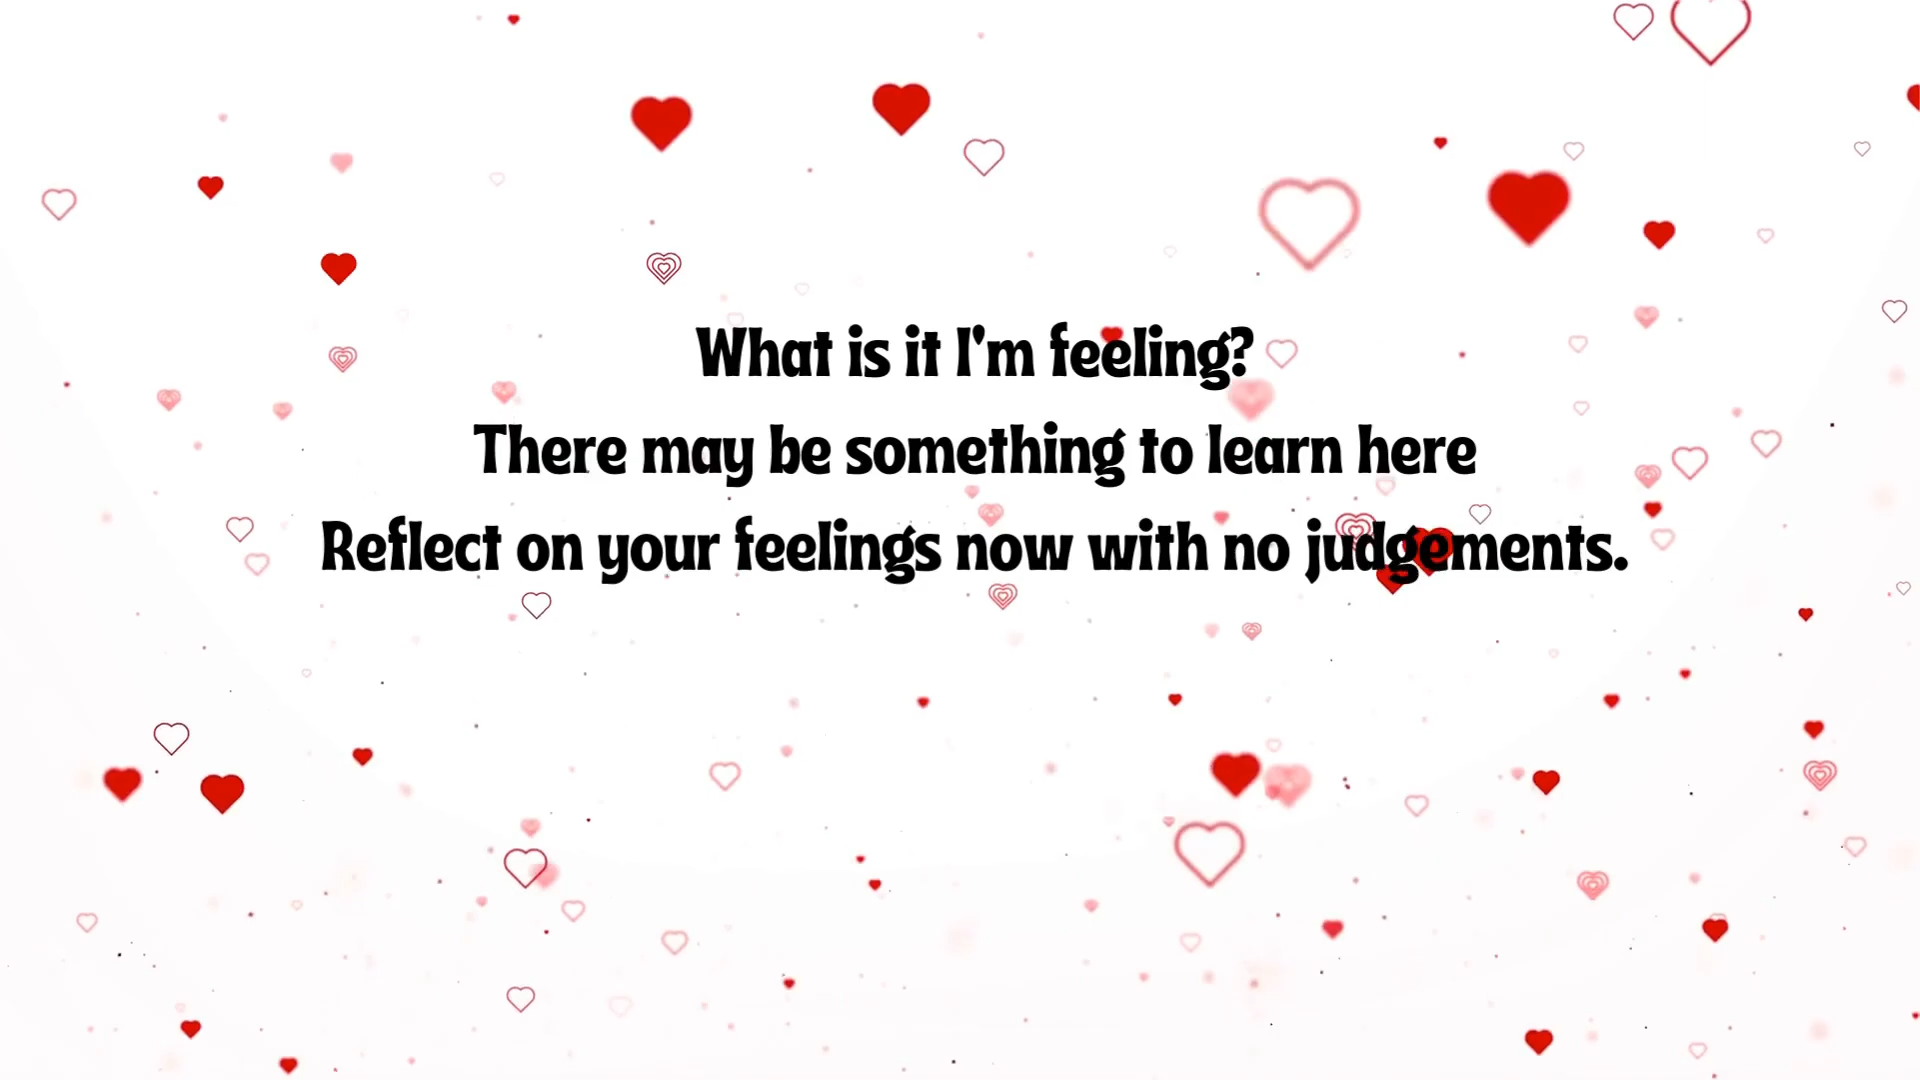 What is it I'm feeling?
There may be something to learn here
Reflect on your feelings now with no judgements.